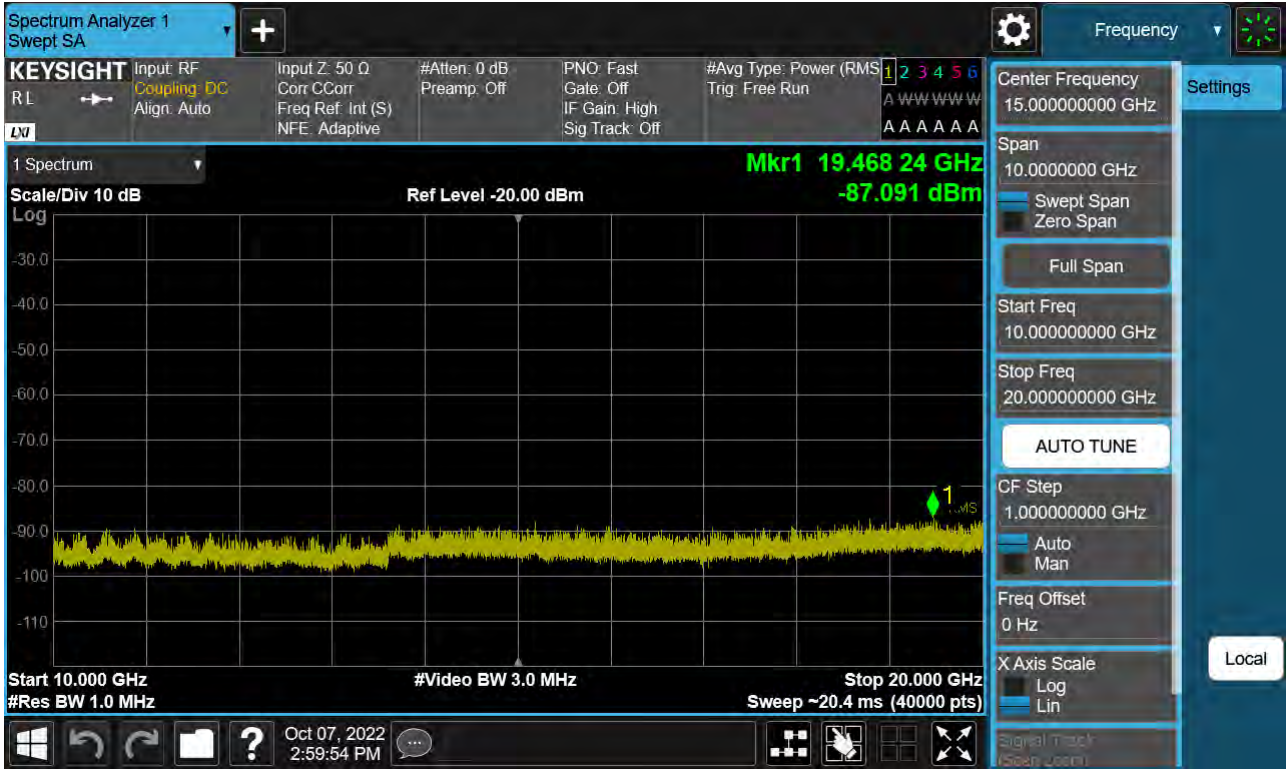 Spectrum Analyzer 1
Swept SA
Frequency
KEYSIGHT
RL
LXI
Input: RF
Coupling: DC
Align: Auto
Input Z: 50 Ω
Corr CCorr
Freq Ref: Int (S)
NFE: Adaptive
#Atten: 0 dB
Preamp: Off
PNO: Fast
Gate: Off
IF Gain: High
Sig Track: Off
#Avg Type: Power (RMS
Trig: Free Run
1 2 3 4 5 6
A W W W W W
A A A A A A
1 Spectrum
Scale/Div 10 dB
Log
Ref Level -20.00 dBm
Mkr1 19.468 24 GHz
-87.091 dBm
-30.0
-40.0
-50.0
-60.0
-70.0
-80.0
-90.0
-100
-110
1
Start 10.000 GHz
#Res BW 1.0 MHz
#Video BW 3.0 MHz
Stop 20.000 GHz
Sweep ~20.4 ms (40000 pts)
Center Frequency
15.000000000 GHz
Span
10.0000000 GHz
Swept Span
Zero Span
Full Span
Start Freq
10.000000000 GHz
Stop Freq
20.000000000 GHz
AUTO TUNE
CF Step
1.000000000 GHz
Auto
Man
Freq Offset
0 Hz
X Axis Scale
Log
Lin
Signal Track
(Span Zoom)
Settings
Local
?
Oct 07, 2022
2:59:54 PM